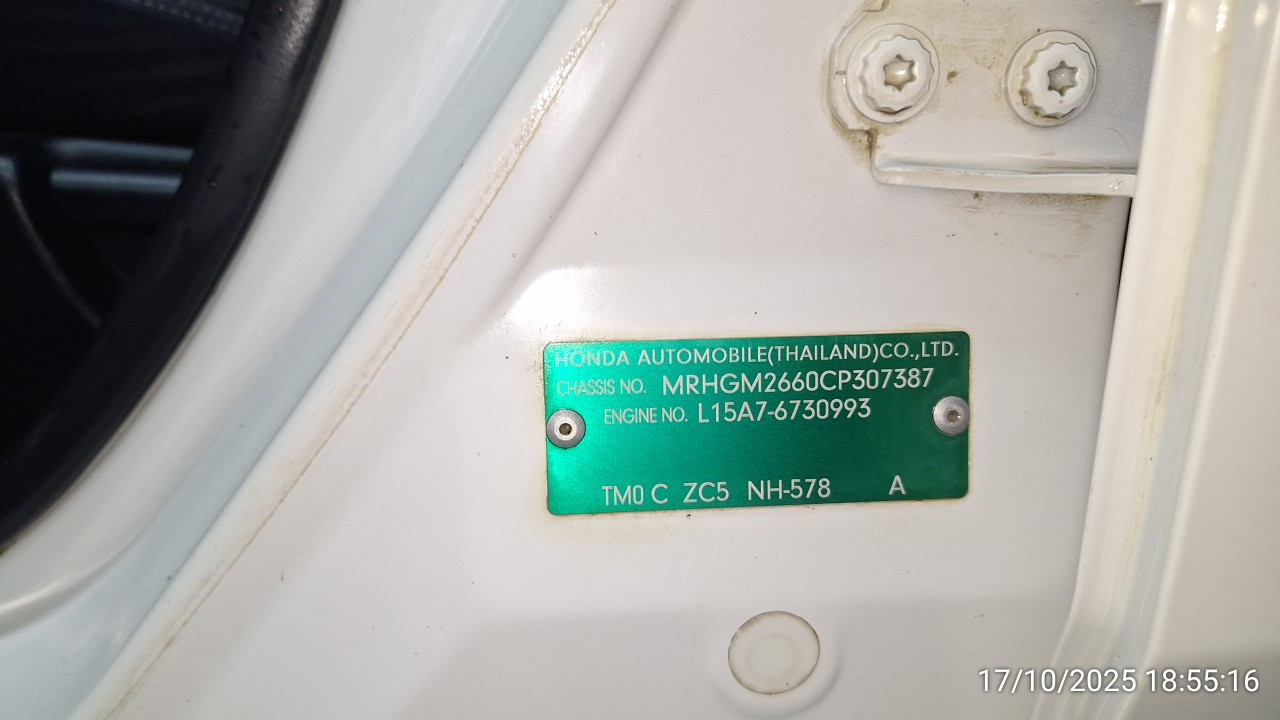 HONDA AUTOMOBILE(THAILAND)CO.,LTD.
CHASSIS NO. MRHGM2660CP307387
ENGINE NO. L15A7-6730993
TM0 C ZC5 NH-578 A
17/10/2025 18:55:16